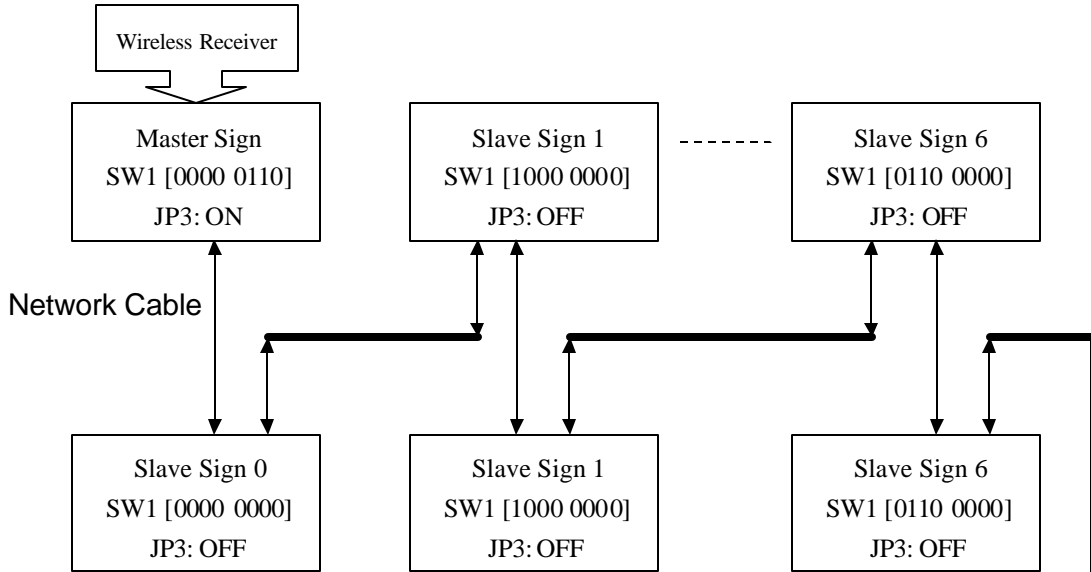 Wireless Receiver
Master Sign
SW1 [0000 0110]
JP3: ON
Slave Sign 1
SW1 [1000 0000]
JP3: OFF
Slave Sign 6
SW1 [0110 0000]
JP3: OFF
Network Cable
Slave Sign 0
SW1 [0000 0000]
JP3: OFF
Slave Sign 1
SW1 [1000 0000]
JP3: OFF
Slave Sign 6
SW1 [0110 0000]
JP3: OFF